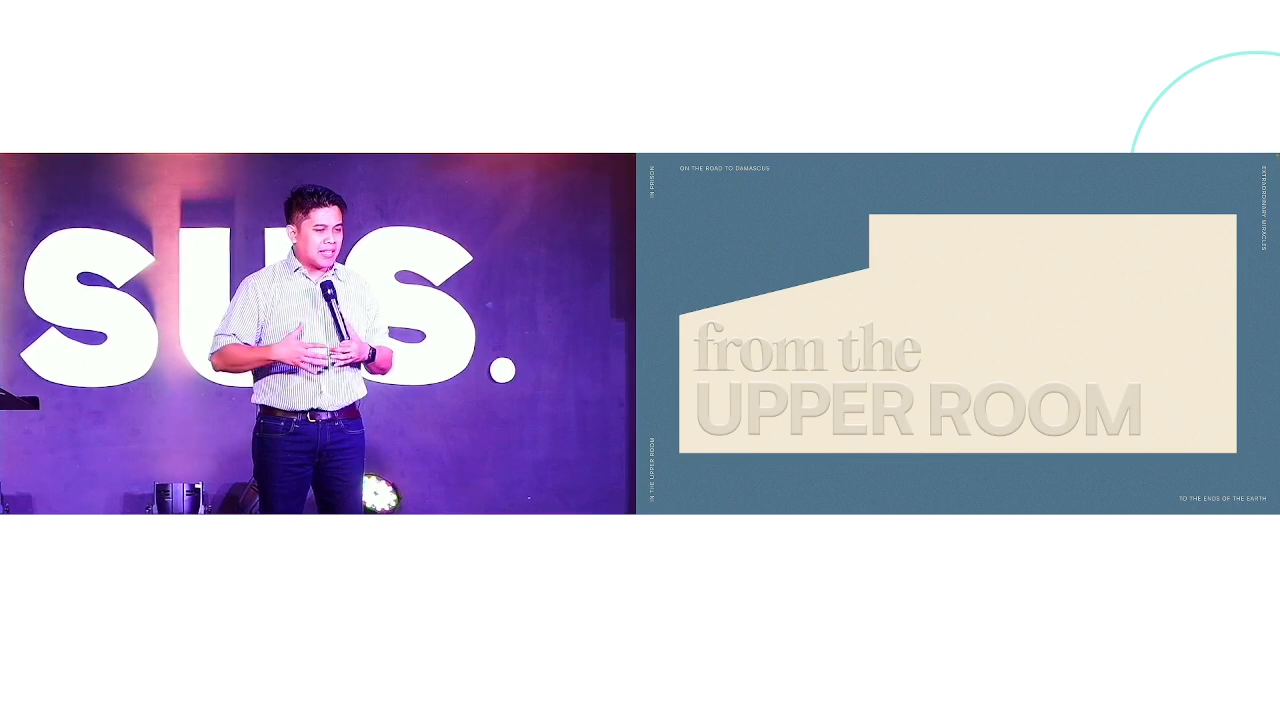 sus.
IN PRISON
ON THE ROAD TO DAMASCUS
EXTRAORDINARY MIRACLES
from the
UPPER ROOM
IN THE UPPER ROOM
TO THE ENDS OF THE EARTH